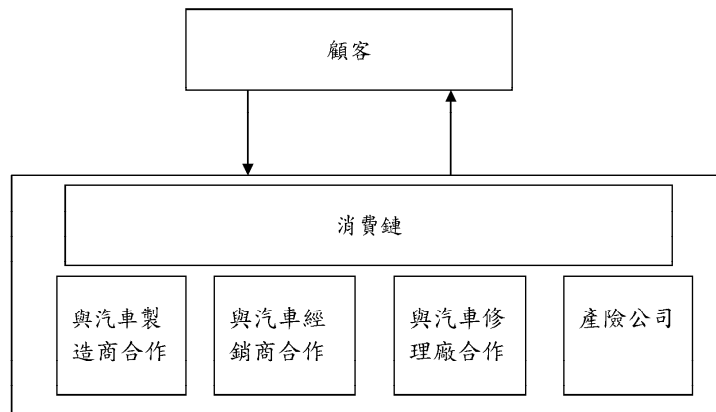 顧客
消費鏈
與汽車製
造商合作
與汽車經
銷商合作
與汽車修
理廠合作
產險公司